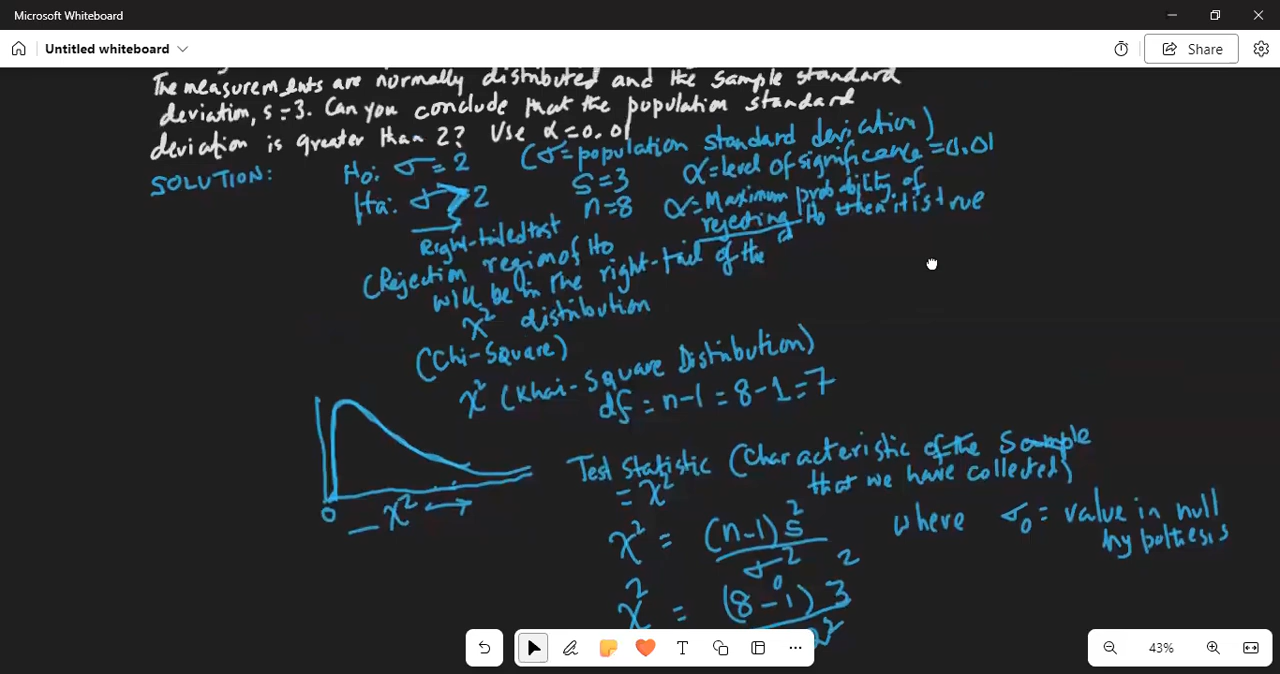 Microsoft Whiteboard
Untitled whiteboard
Share
The measurements are normally distributed and the sample standard
deviation, s=3. Can you conclude that the population standard
deviation is greater than 2? Use α=0.01
SOLUTION:
H₀: σ=2
Ha: σ>2
Right-tailed test
(σ=population standard deviation)
s=3
n=8
α=level of significance=0.01
α=Maximum probability of
rejecting H₀ when it is true
(Rejection region of H₀
will be in the right-tail of the
χ² distribution
(Chi-Square)
χ² (Khai-Square Distribution)
df = n-1 = 8-1=7
0
χ²
Test Statistic (Characteristic of the Sample
that we have collected)
= χ²
χ² = (n-1)s²
σ₀²
where σ₀ = value in null
hypothesis
χ² = (8-1)3²
2²
43%